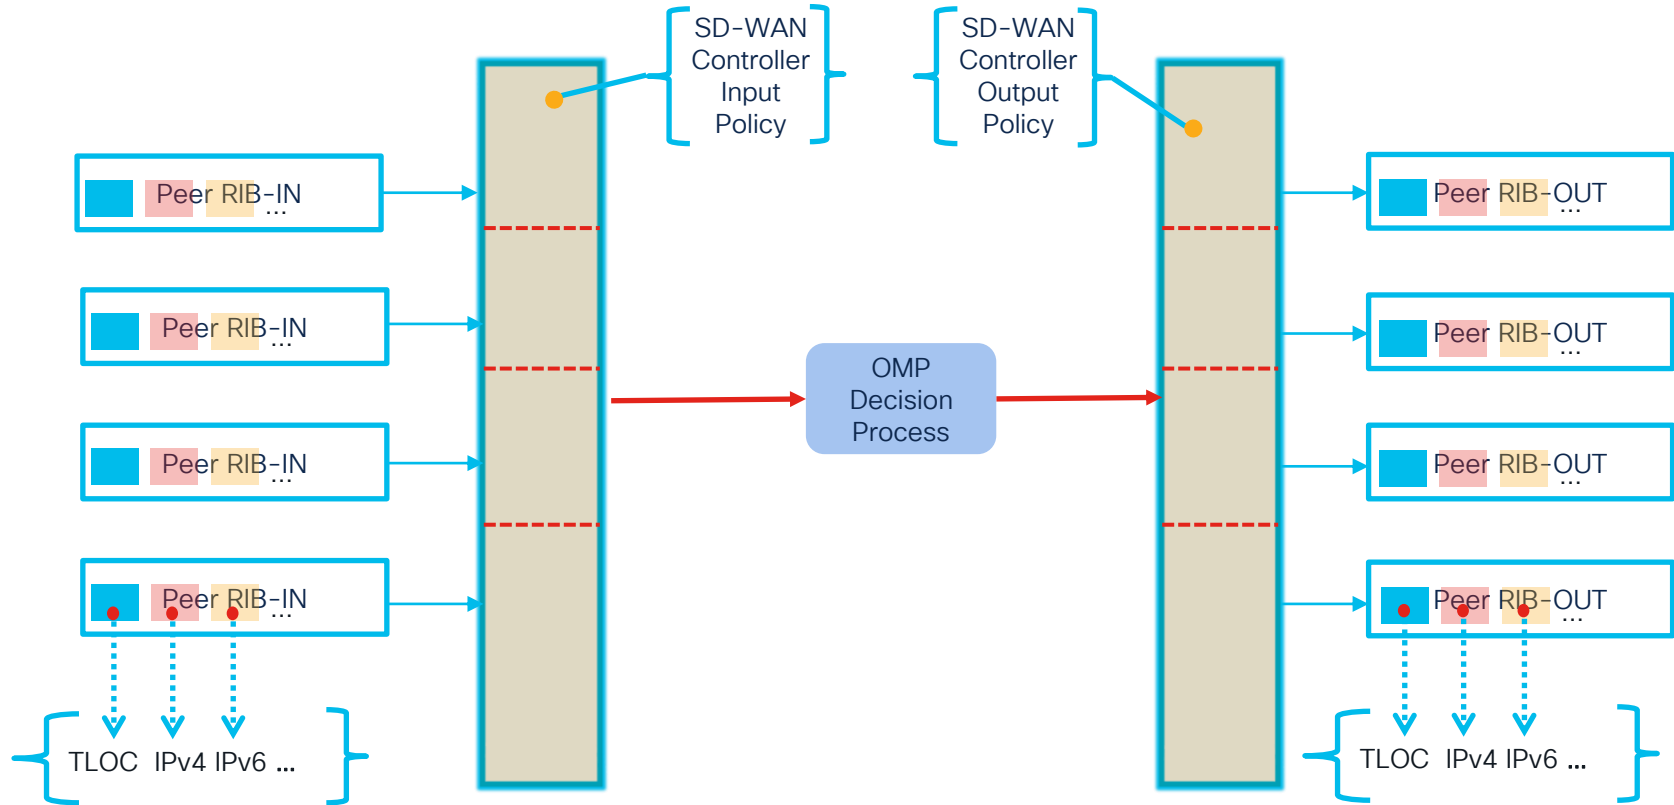 SD-WAN
Controller
Input
Policy
SD-WAN
Controller
Output
Policy
Peer RIB-IN
...
Peer RIB-OUT
...
Peer RIB-IN
...
Peer RIB-OUT
...
OMP
Decision
Process
Peer RIB-IN
...
Peer RIB-OUT
...
Peer RIB-IN
...
Peer RIB-OUT
...
TLOC IPv4 IPv6 ...
TLOC IPv4 IPv6 ...